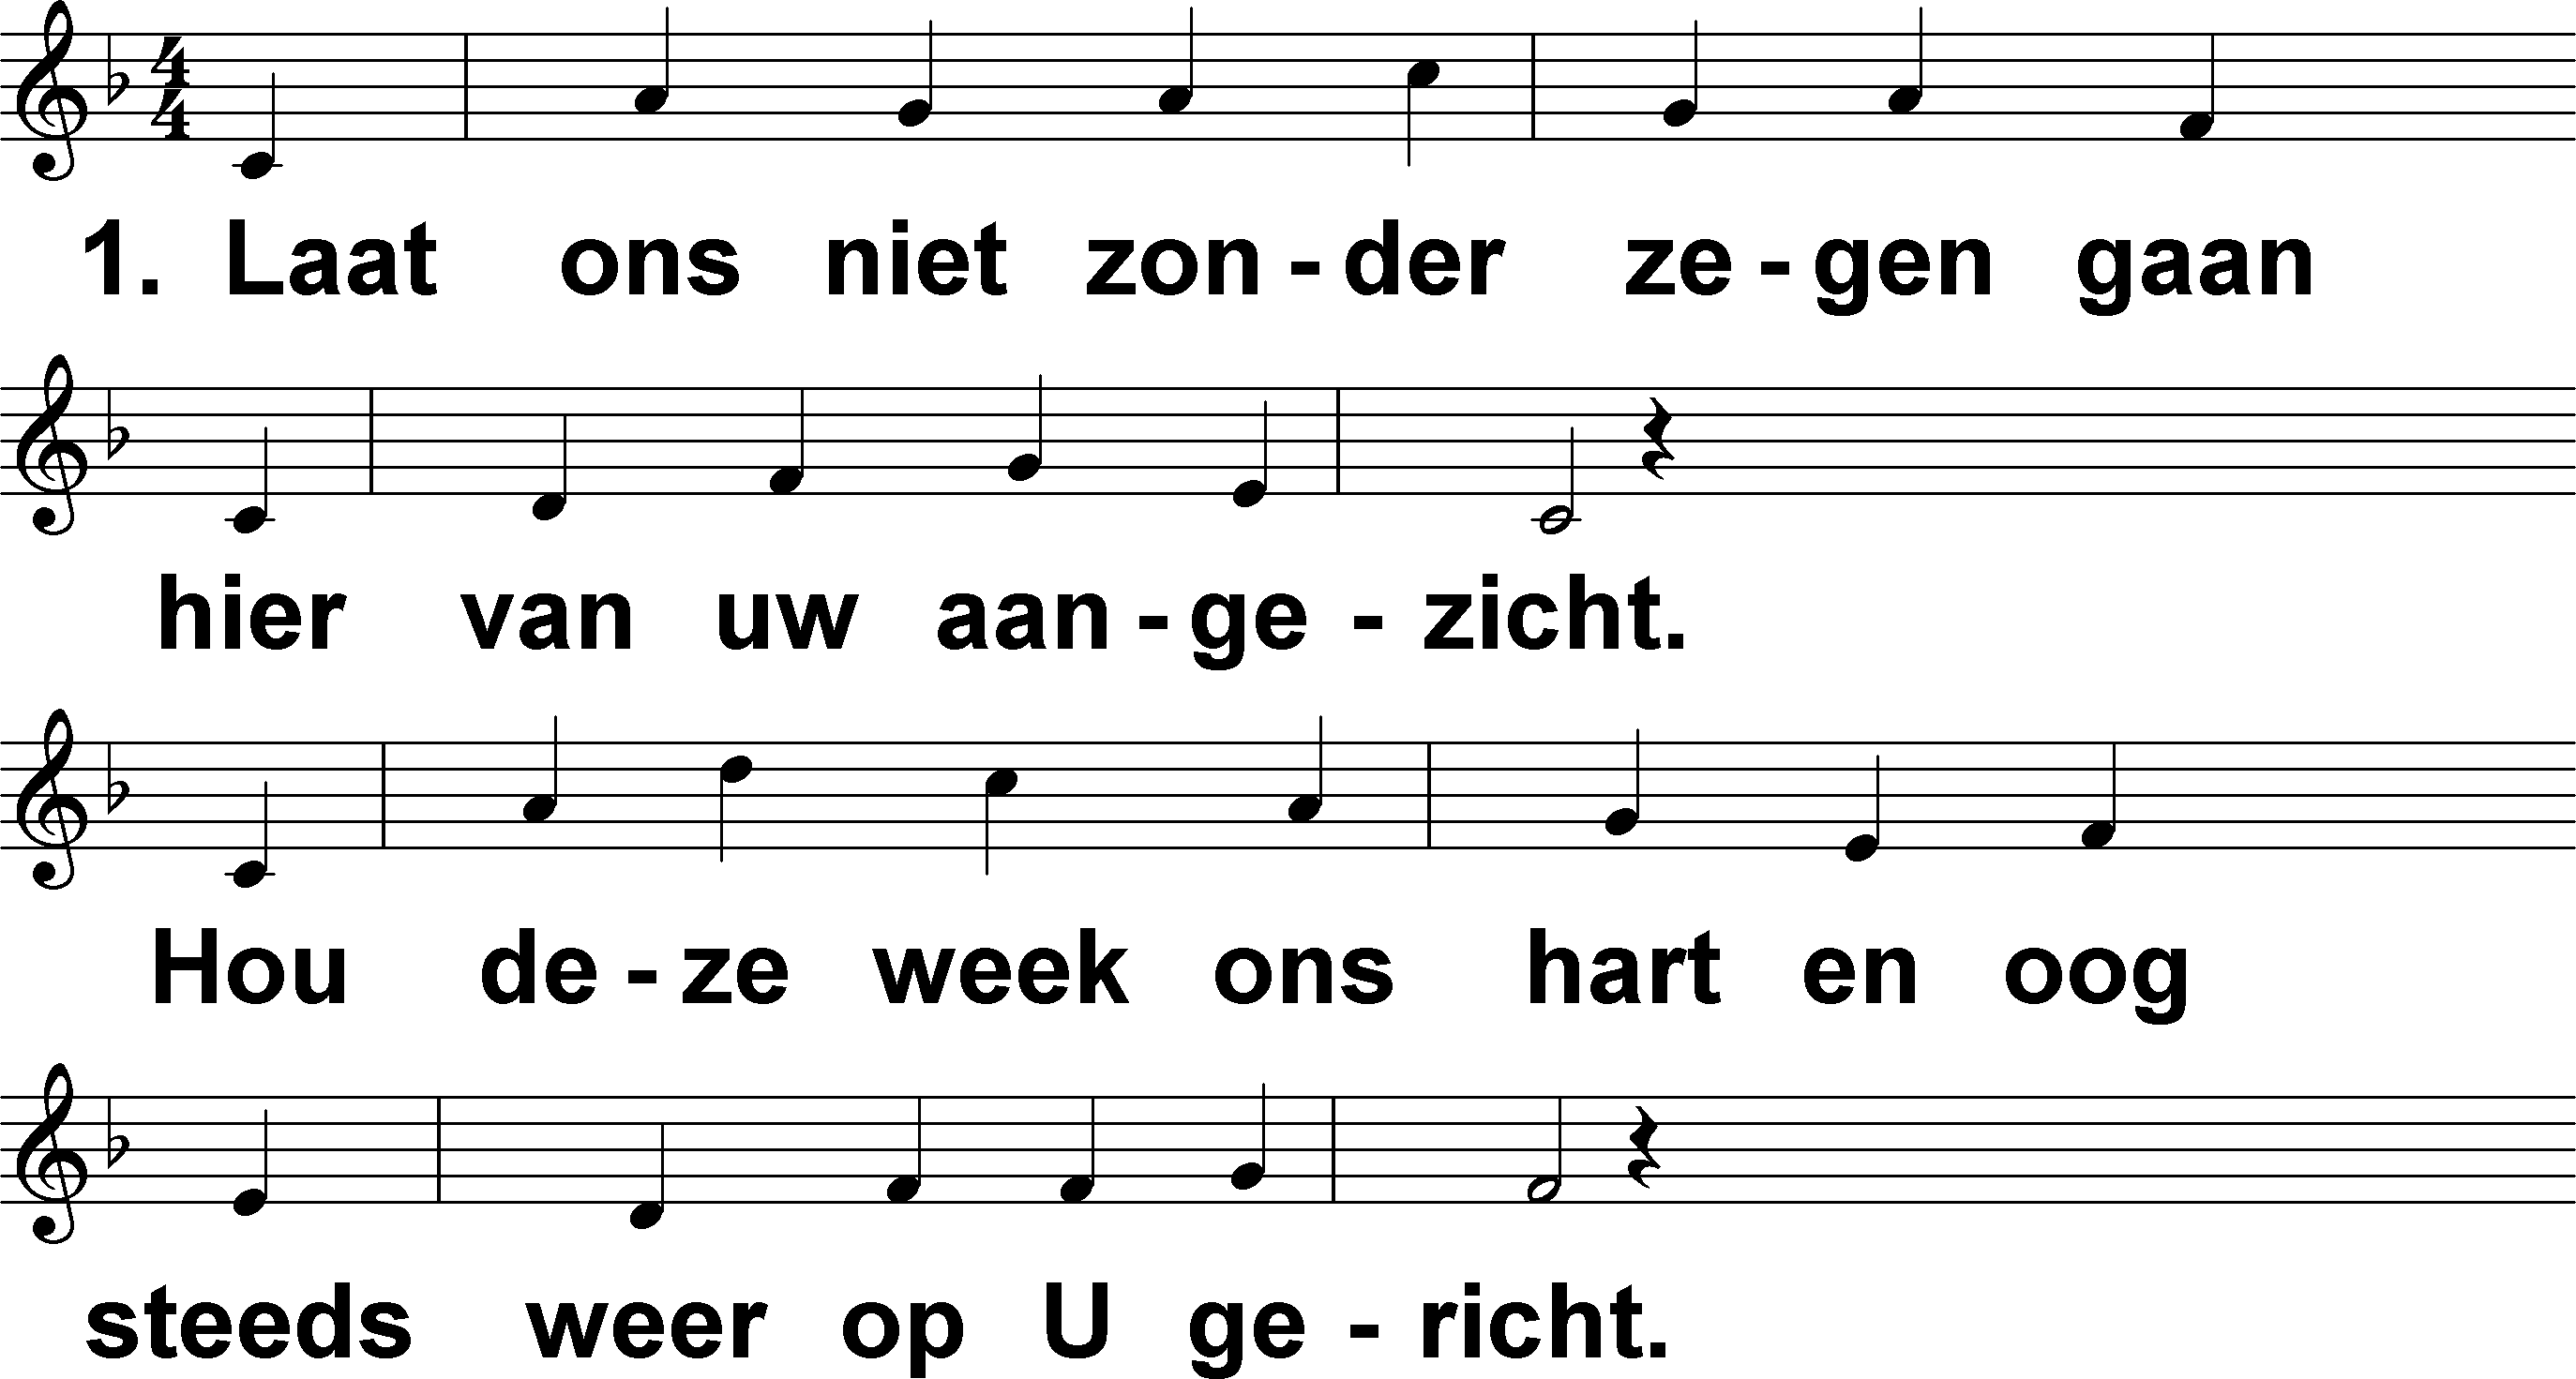 1. Laat ons niet zon - der ze - gen gaan
hier van uw aan - ge - zicht.
Hou de - ze week ons hart en oog
steeds weer op U ge - richt.